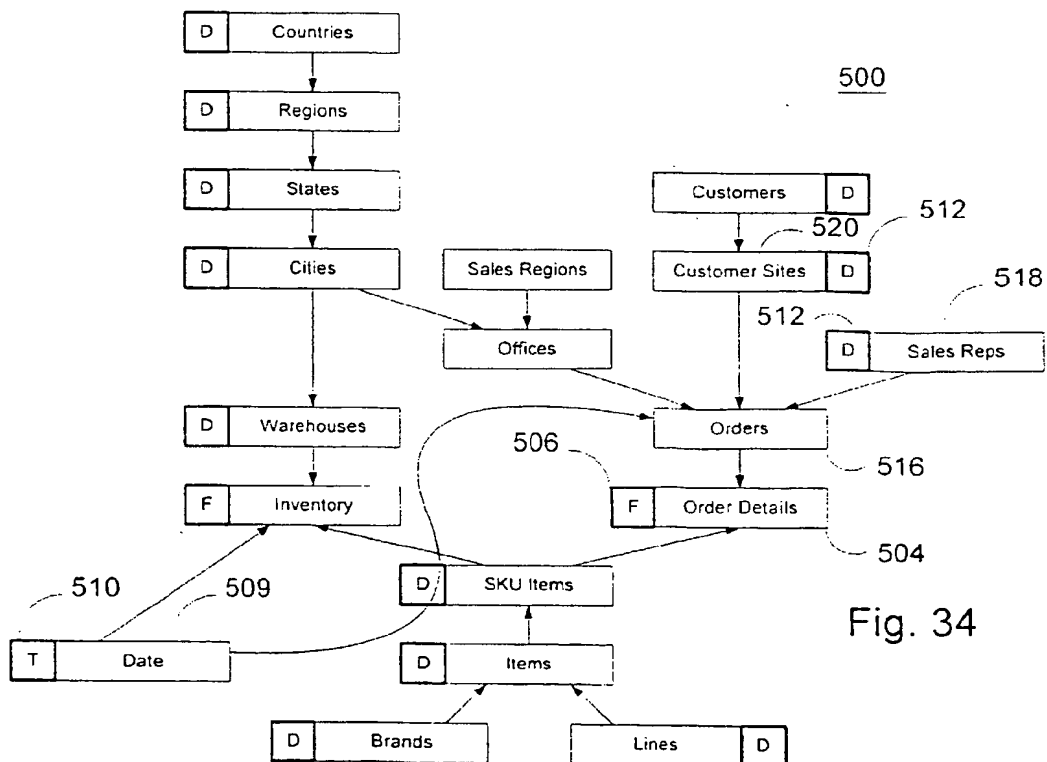 D Countries
500
D Regions
D States
Customers D
512
520
D Cities
Sales Regions
Customer Sites D
518
512
Offices
D Sales Reps
D Warehouses
Orders
506
516
F Inventory
F Order Details
504
D SKU Items
510
509
Fig. 34
T Date
D Items
D Brands
Lines D